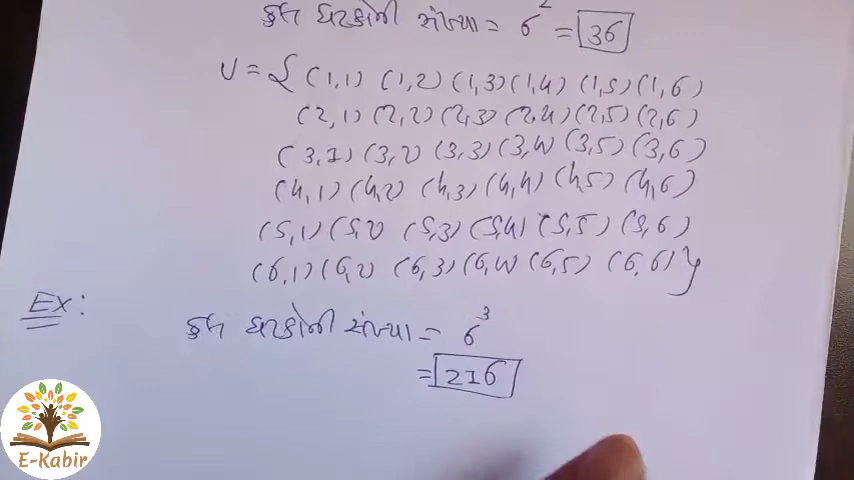 કુલ ઘટકોની સંખ્યા = 6² = 36
U = { (1,1) (1,2) (1,3) (1,4) (1,5) (1,6)
(2,1) (2,2) (2,3) (2,4) (2,5) (2,6)
(3,1) (3,2) (3,3) (3,4) (3,5) (3,6)
(4,1) (4,2) (4,3) (4,4) (4,5) (4,6)
(5,1) (5,2) (5,3) (5,4) (5,5) (5,6)
(6,1) (6,2) (6,3) (6,4) (6,5) (6,6) }
Ex:
કુલ ઘટકોની સંખ્યા = 6³
= 216
E-Kabir